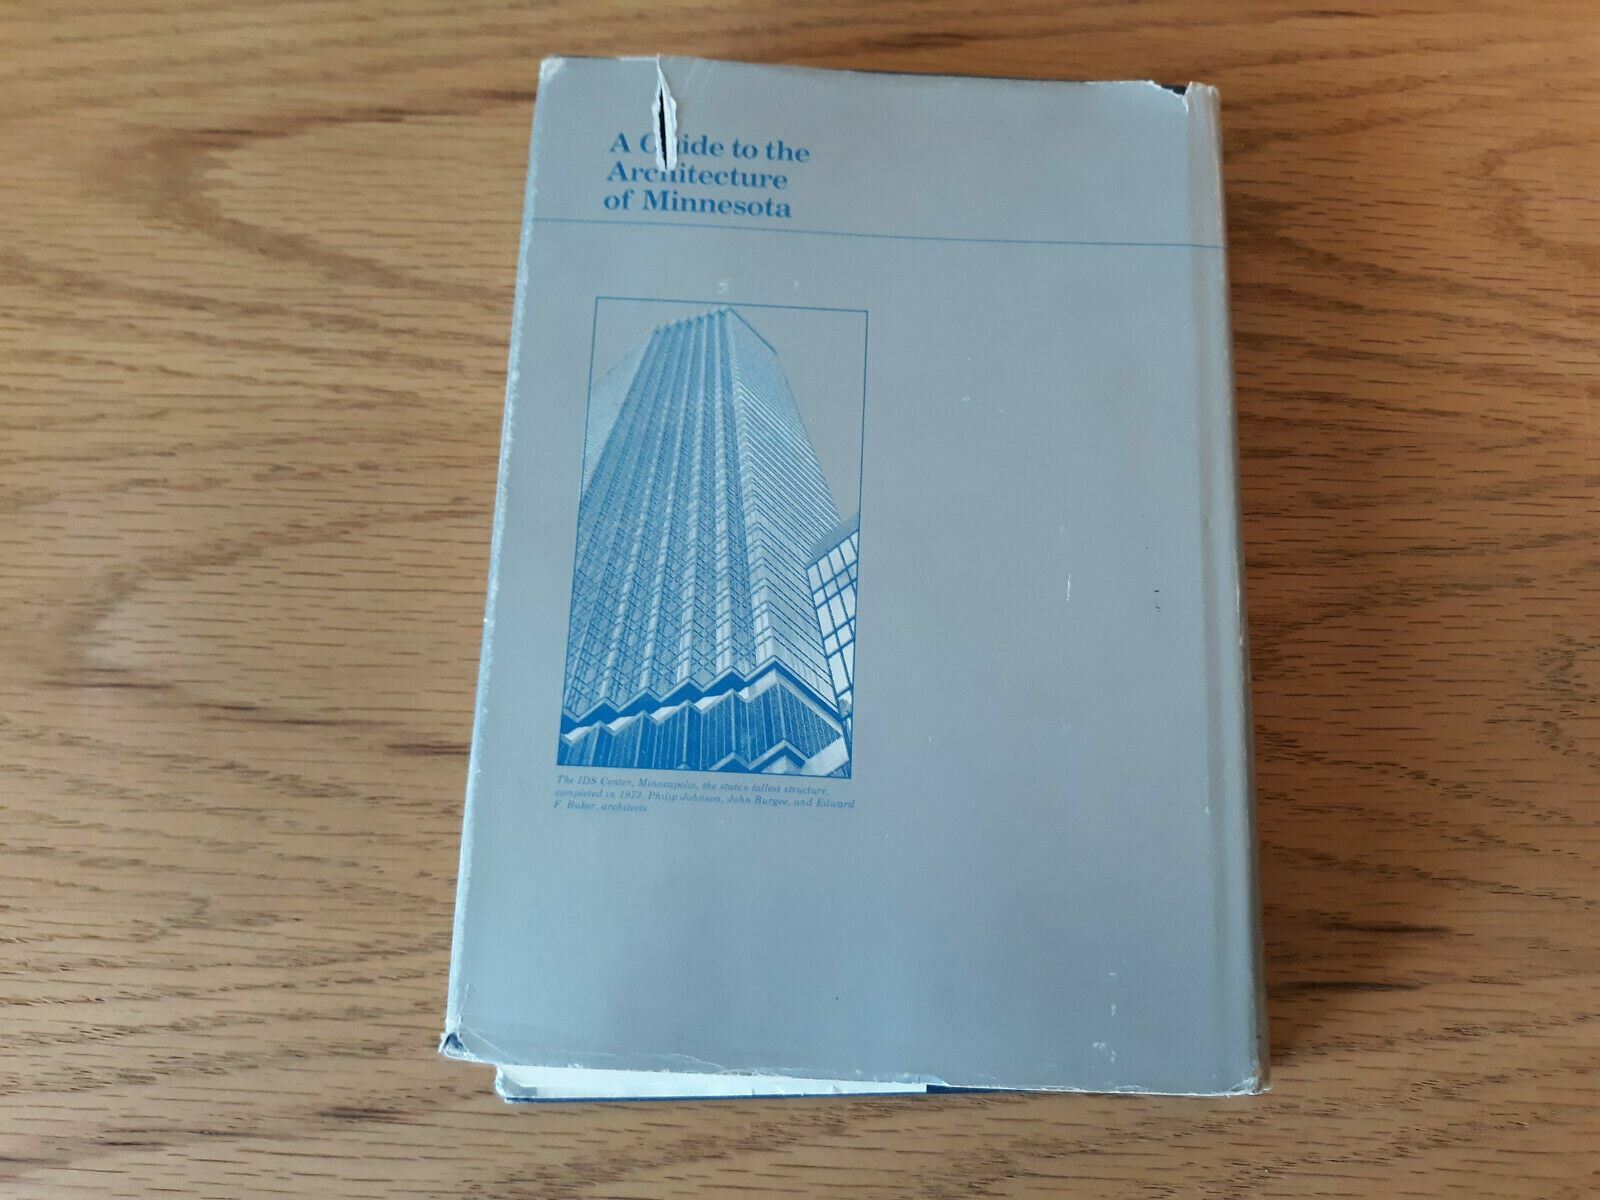 A Guide to the
Architecture
of Minnesota
The IDS Center, Minneapolis, the state's tallest structure,
completed in 1973. Philip Johnson, John Burgee, and Edward
F. Baker, architects.